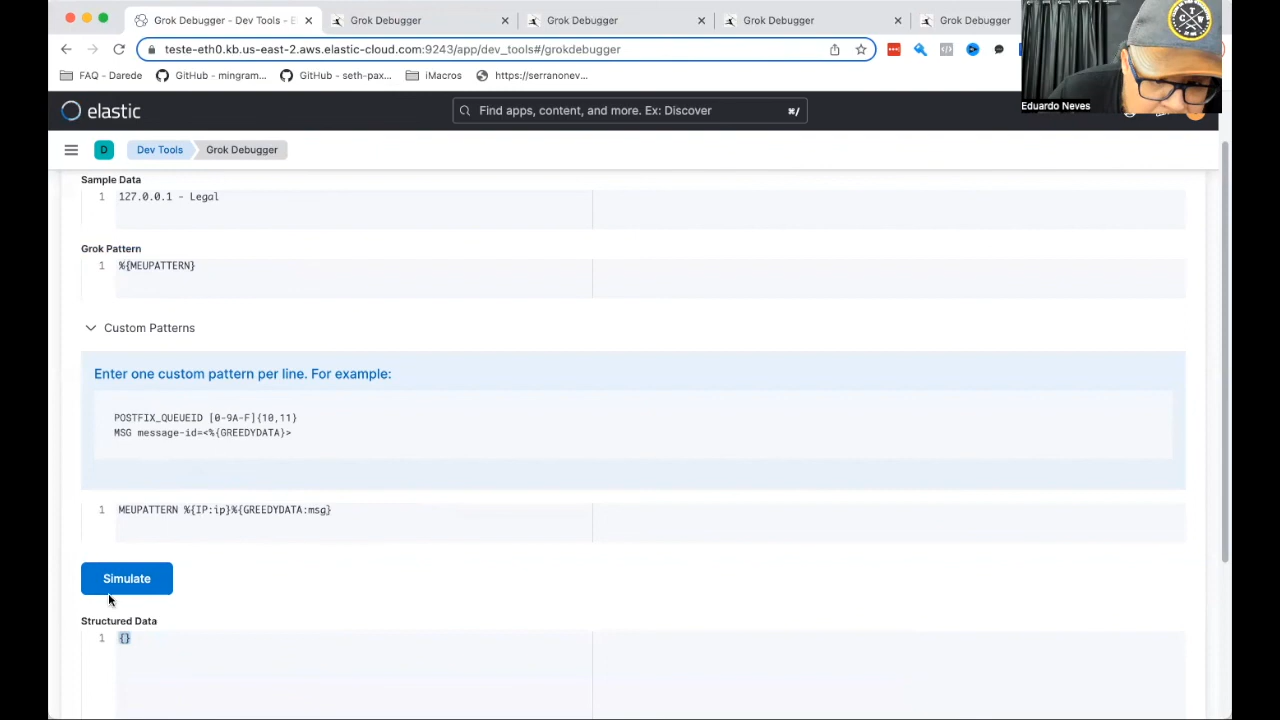 Grok Debugger - Dev Tools - E
Grok Debugger
Grok Debugger
Grok Debugger
Grok Debugger
teste-eth0.kb.us-east-2.aws.elastic-cloud.com:9243/app/dev_tools#/grokdebugger
FAQ - Darede
GitHub - mingram...
GitHub - seth-pax...
iMacros
https://serranonev...
Eduardo Neves
elastic
Find apps, content, and more. Ex: Discover
⌘/
D
Dev Tools
Grok Debugger
Sample Data
1 127.0.0.1 - Legal
Grok Pattern
1 %{MEUPATTERN}
Custom Patterns
Enter one custom pattern per line. For example:
POSTFIX_QUEUEID [0-9A-F]{10,11}
MSG message-id=<%{GREEDYDATA}>
1 MEUPATTERN %{IP:ip}%{GREEDYDATA:msg}
Simulate
Structured Data
1 {}